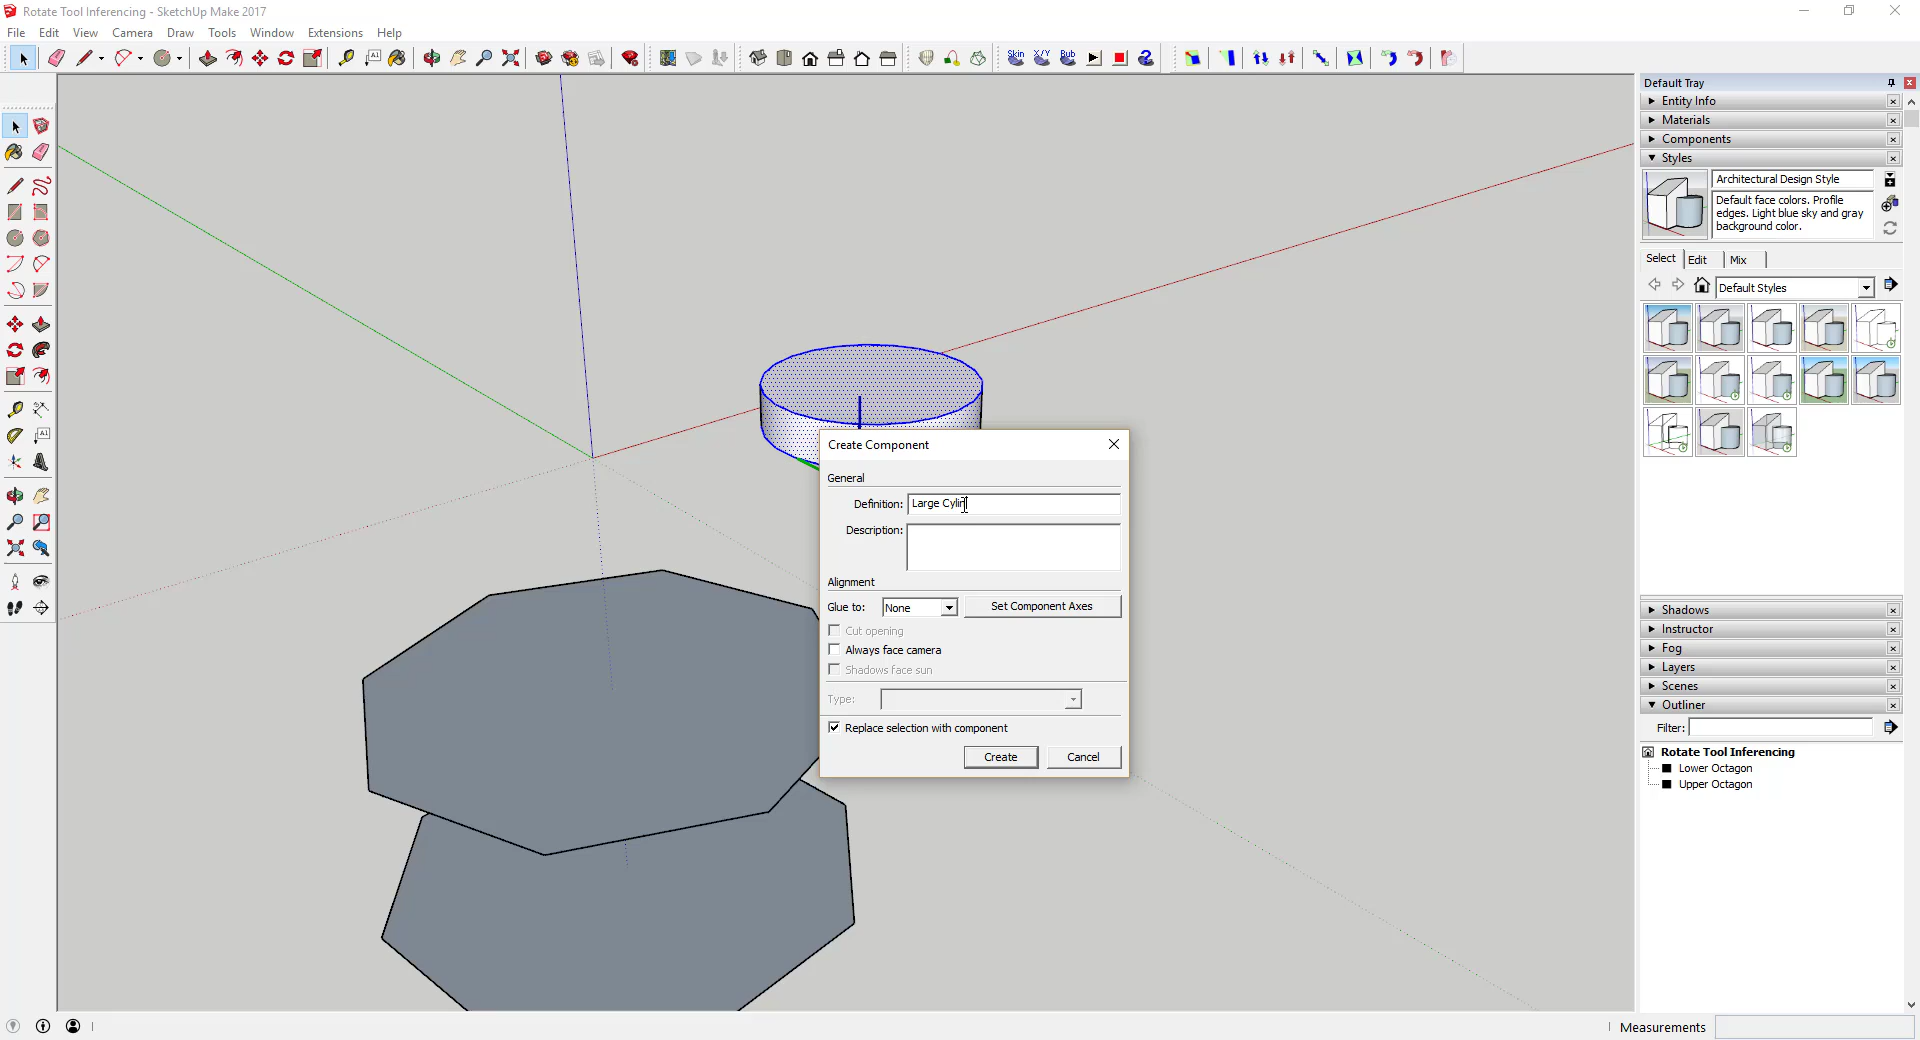 Rotate Tool Inferencing - SketchUp Make 2017
File Edit View Camera Draw Tools Window Extensions Help
Skin X/Y Bub
Default Tray
Entity Info
Materials
Components
Styles
Architectural Design Style
Default face colors. Profile
edges. Light blue sky and gray
background color.
Select Edit Mix
Default Styles
Create Component
General
Definition: Large Cylin
Description:
Alignment
Glue to: None Set Component Axes
Cut opening
Always face camera
Shadows face sun
Type:
Replace selection with component
Create Cancel
Shadows
Instructor
Fog
Layers
Scenes
Outliner
Filter:
Rotate Tool Inferencing
Lower Octagon
Upper Octagon
Measurements